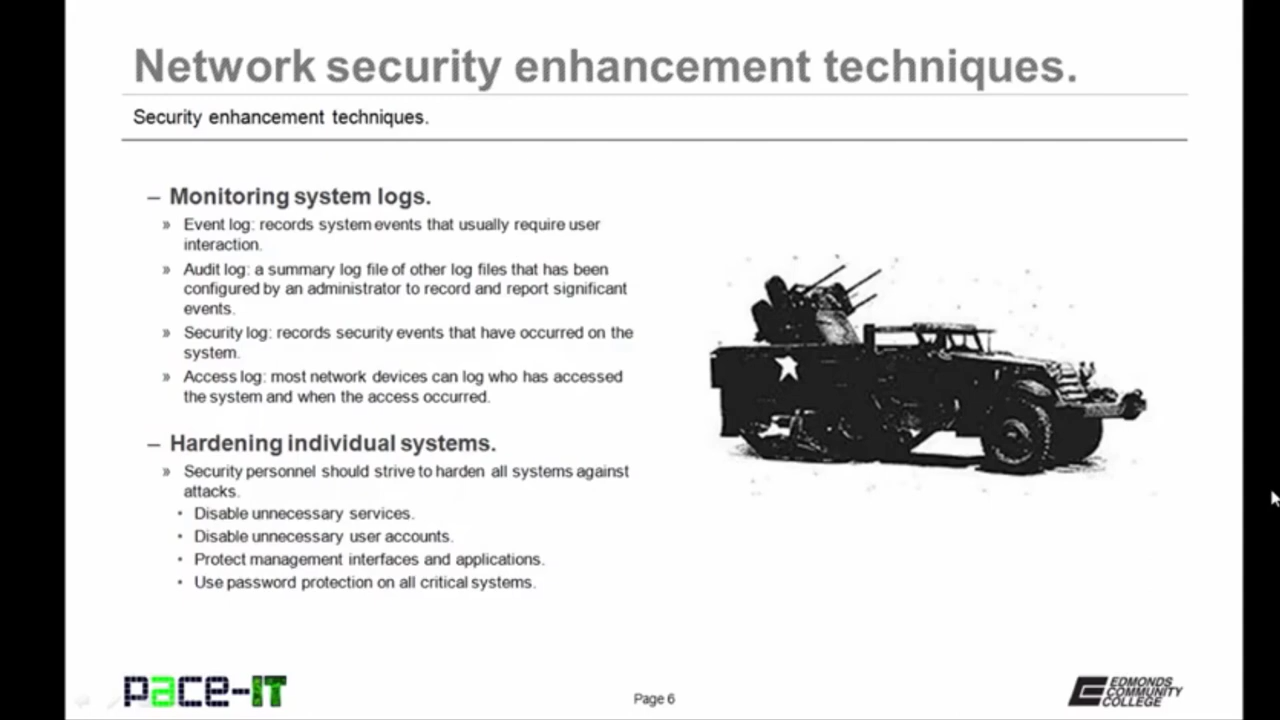 Network security enhancement techniques.
Security enhancement techniques.
– Monitoring system logs.
» Event log: records system events that usually require user
interaction.
» Audit log: a summary log file of other log files that has been
configured by an administrator to record and report significant
events.
» Security log: records security events that have occurred on the
system.
» Access log: most network devices can log who has accessed
the system and when the access occurred.
– Hardening individual systems.
» Security personnel should strive to harden all systems against
attacks.
• Disable unnecessary services.
• Disable unnecessary user accounts.
• Protect management interfaces and applications.
• Use password protection on all critical systems.
pace-IT
Page 6
EDMONDS
COMMUNITY
COLLEGE